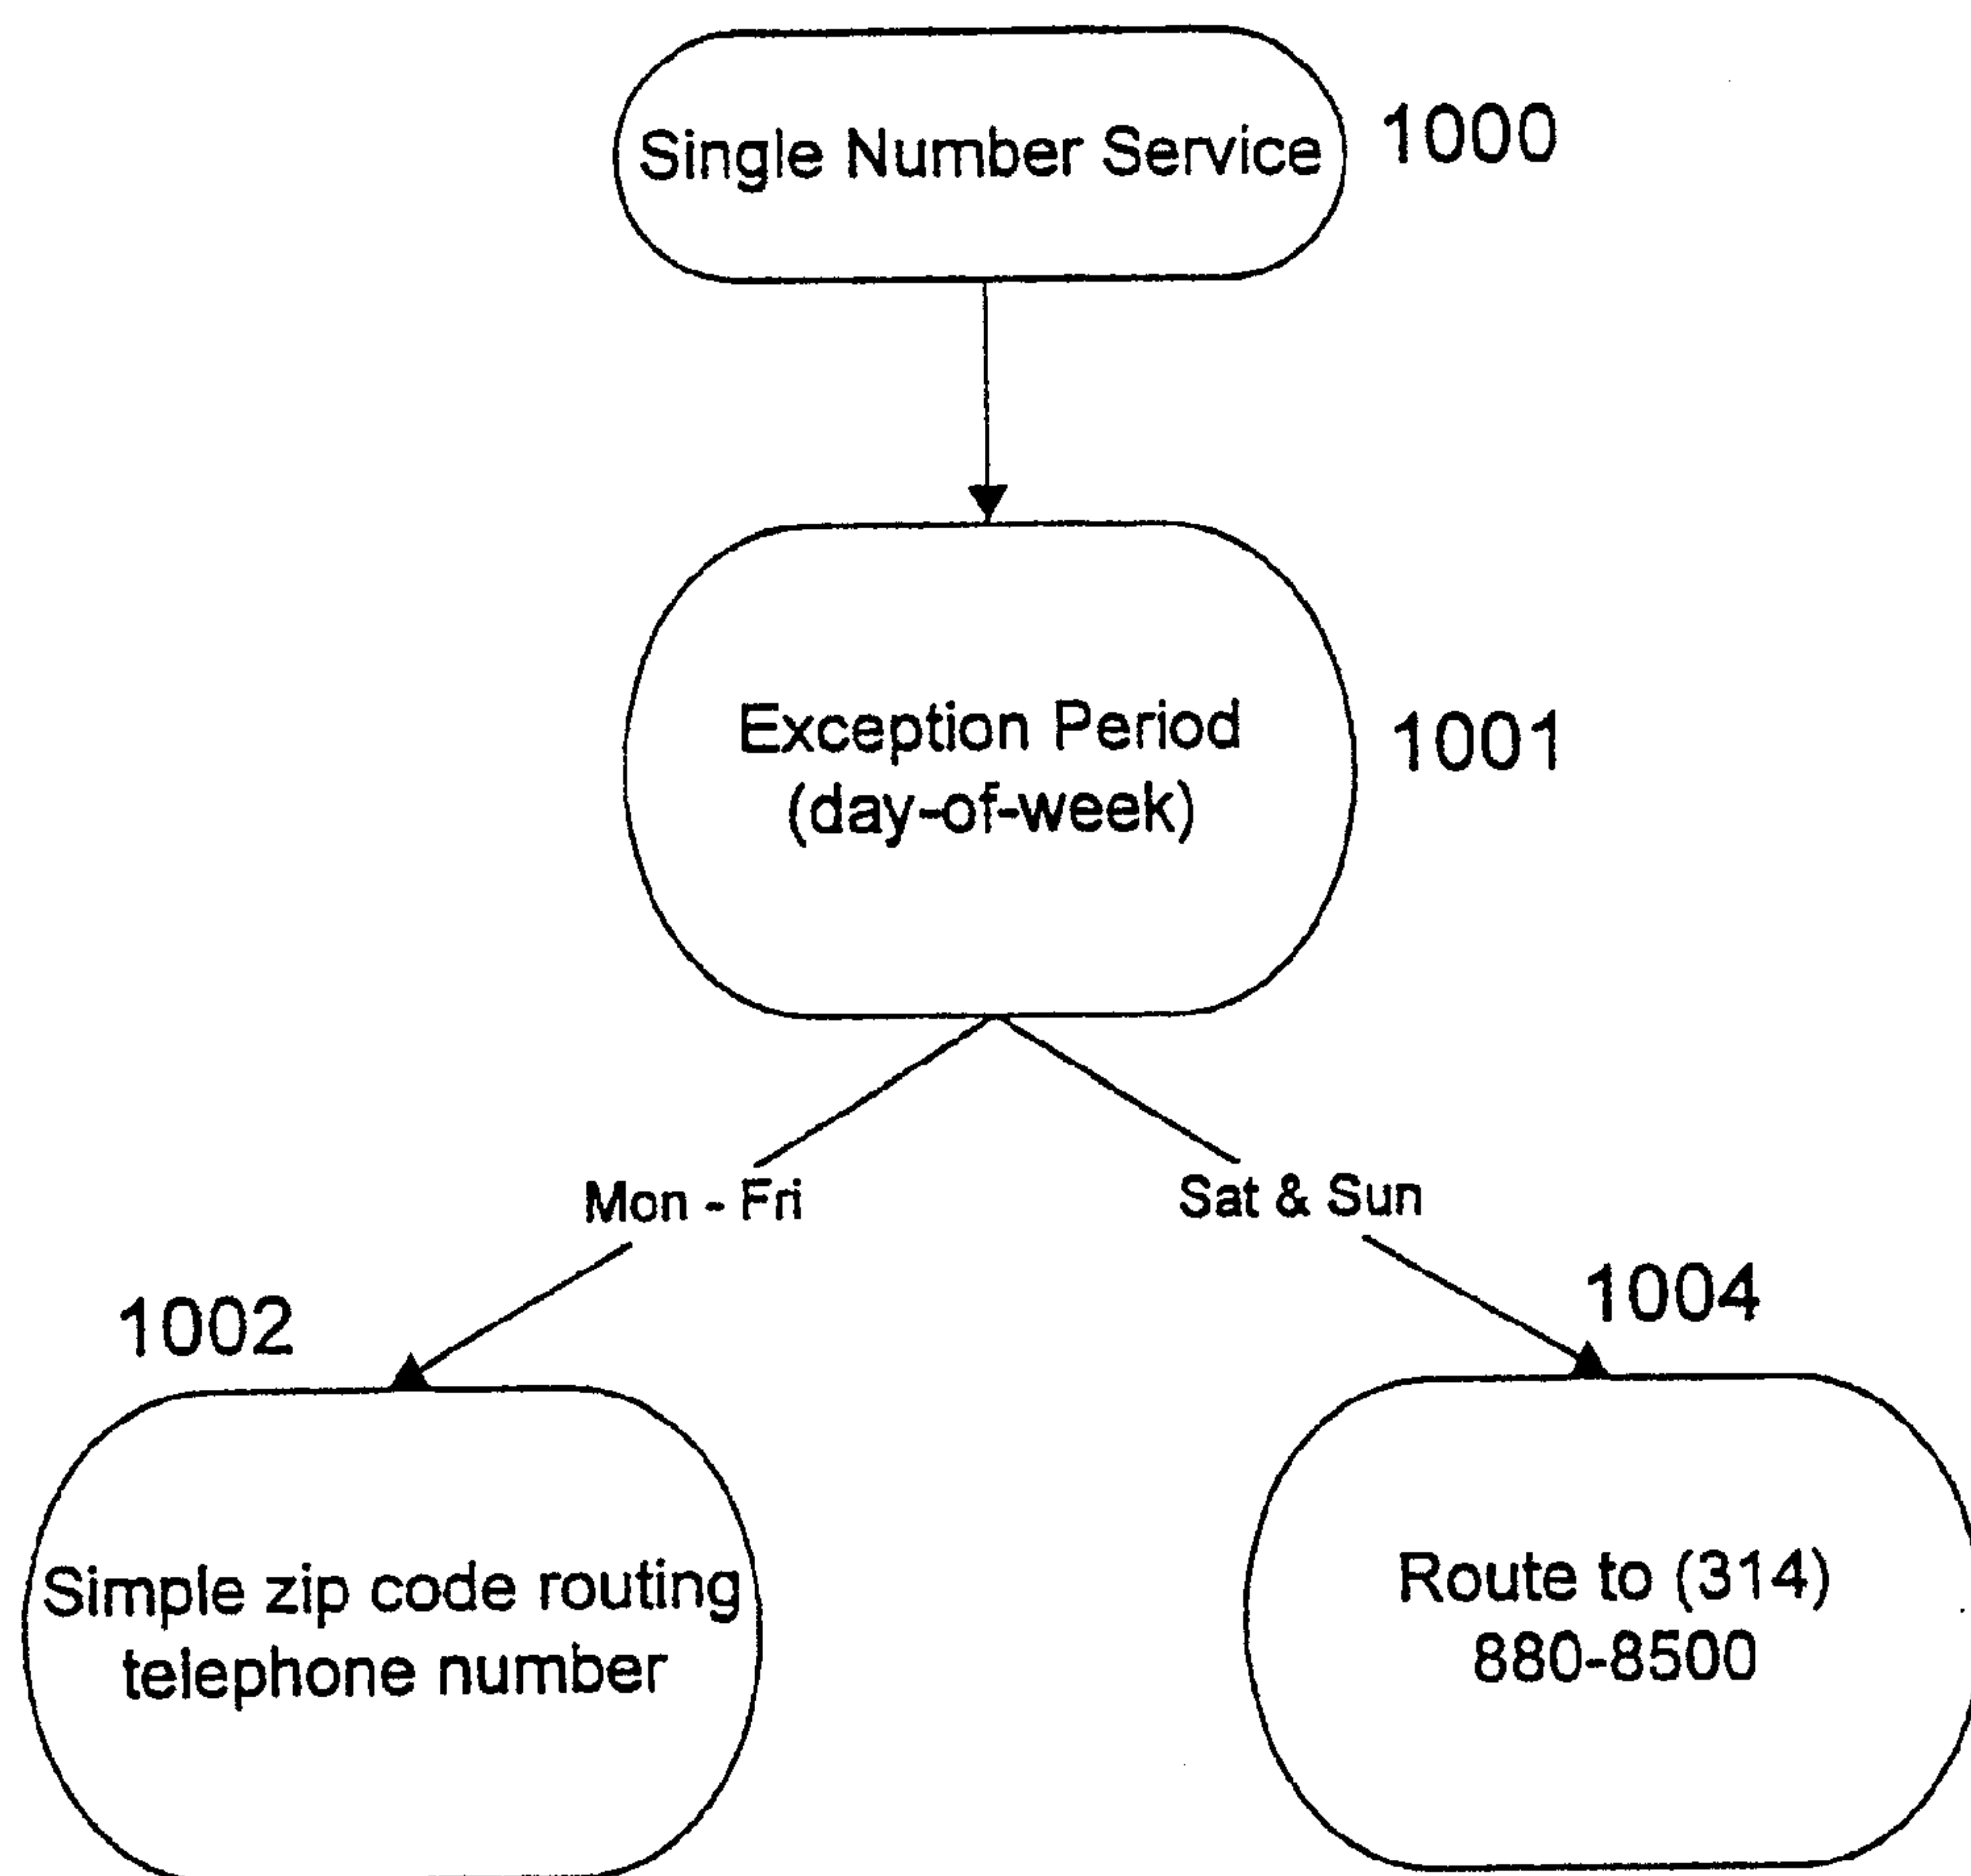 Single Number Service
1000
Exception Period
(day-of-week)
1001
Mon - Fri
Sat & Sun
1002
1004
Simple zip code routing
telephone number
Route to (314)
880-8500